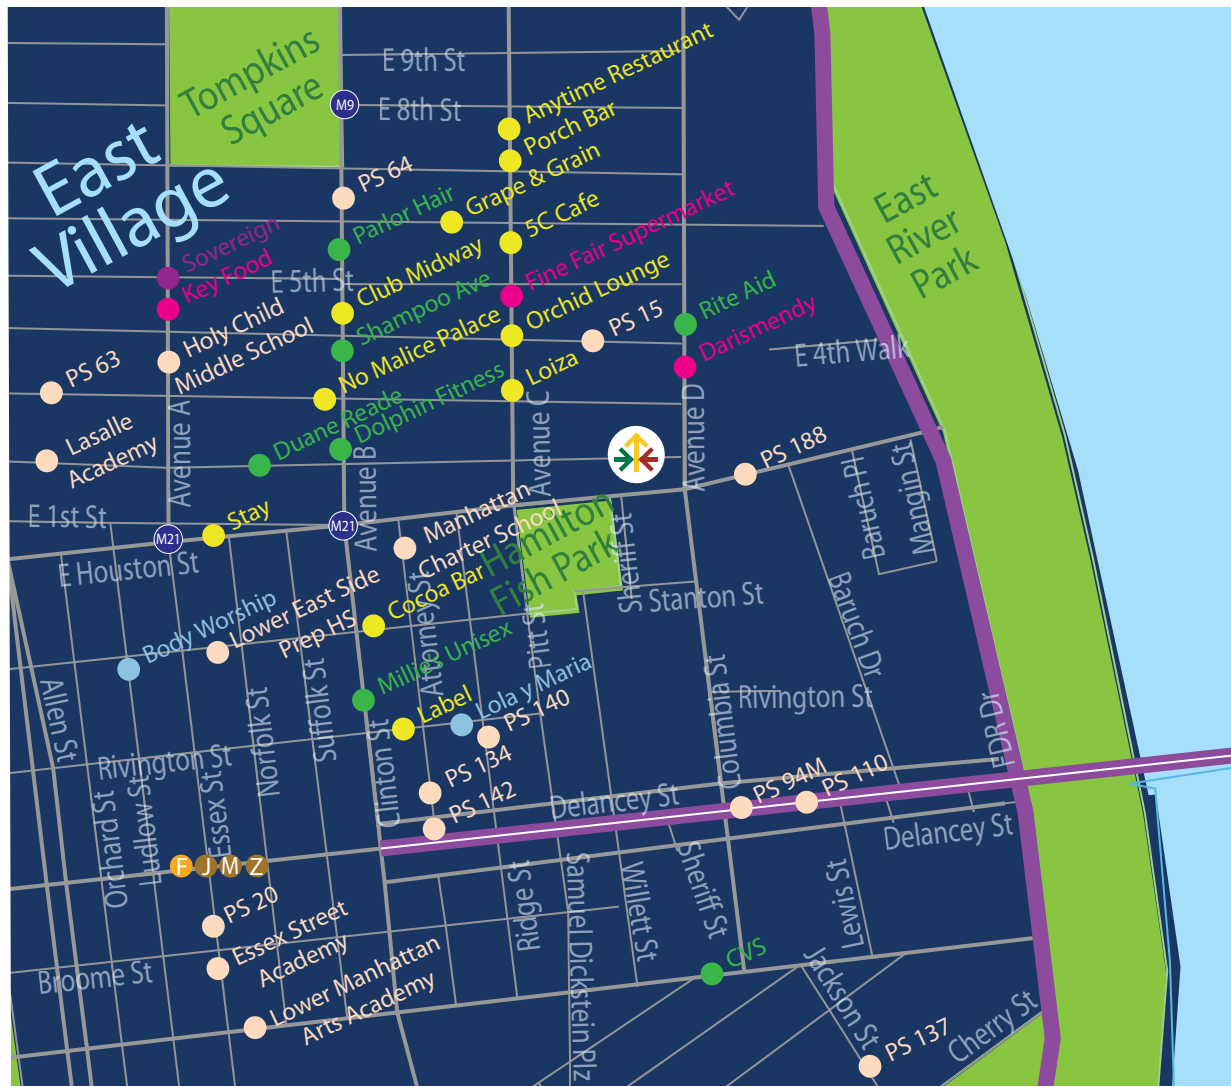 E 9th St
Tompkins
Square
M9
E 8th St
Anytime Restaurant
Porch Bar
Grape & Grain
East
Village
PS 64
Parlor Hair
5C Cafe
East
River
Park
Sovereign
Key Food
E 5th St
Club Midway
Fine Fair Supermarket
Shampoo Ave
Orchid Lounge
Rite Aid
Holy Child
Middle School
No Malice Palace
PS 15
Darismendy
E 4th Walk
PS 63
Loiza
Duane Reade
Dolphin Fitness
Lasalle
Academy
Avenue A
Avenue B
Avenue C
Avenue D
PS 188
Baruch Pl
Mangin St
E 1st St
M21
Stay
M21
Manhattan
Charter School
Hamilton
Fish Park
Sheriff St
E Houston St
Stanton St
Baruch Dr
Body Worship
Lower East Side
Prep HS
Cocoa Bar
Attorney St
Pitt St
Millies Unisex
Allen St
Norfolk St
Suffolk St
Clinton St
Label
Lola y Maria
PS 140
Columbia St
Rivington St
FDR Dr
Rivington St
Orchard St
Ludlow St
Essex St
PS 134
PS 142
Delancey St
PS 94M
PS 110
Delancey St
F J M Z
PS 20
Essex Street
Academy
Broome St
Lower Manhattan
Arts Academy
Ridge St
Samuel Dickstein Plz
Willett St
Sheriff St
Lewis St
CVS
Jackson St
PS 137
Cherry St